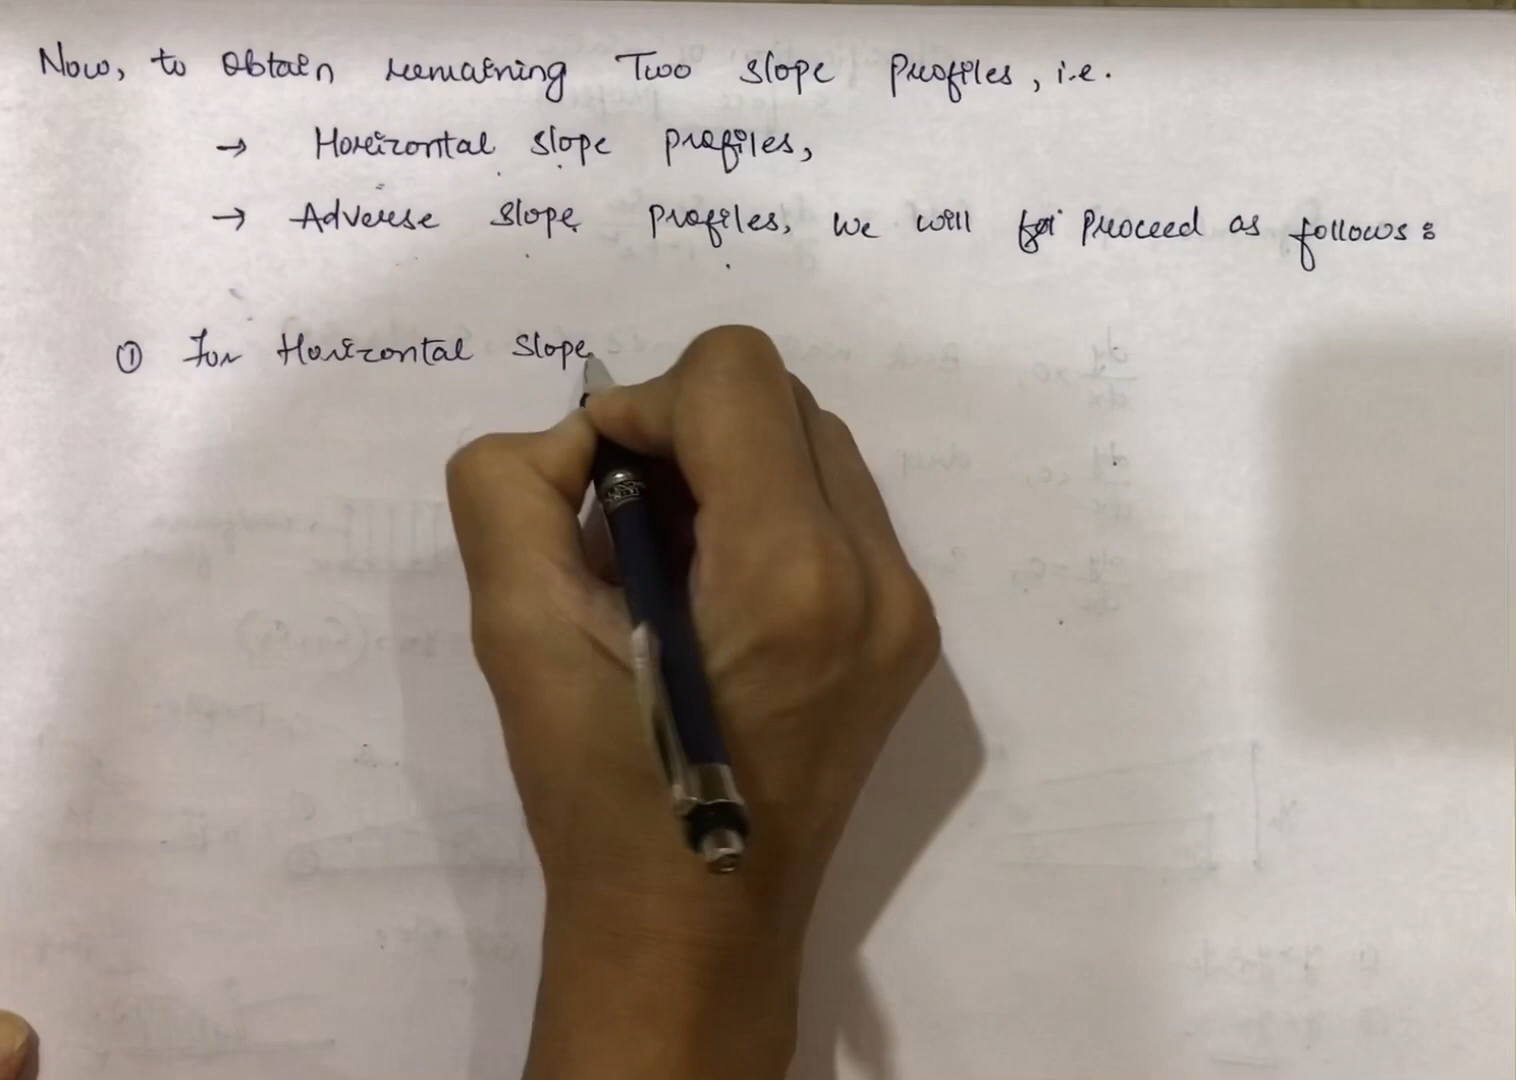 Now, to obtain remaining Two slope profiles, i.e.
→ Horizontal slope profiles,
→ Adverse slope profiles, we will proceed as follows:
① For Horizontal slope